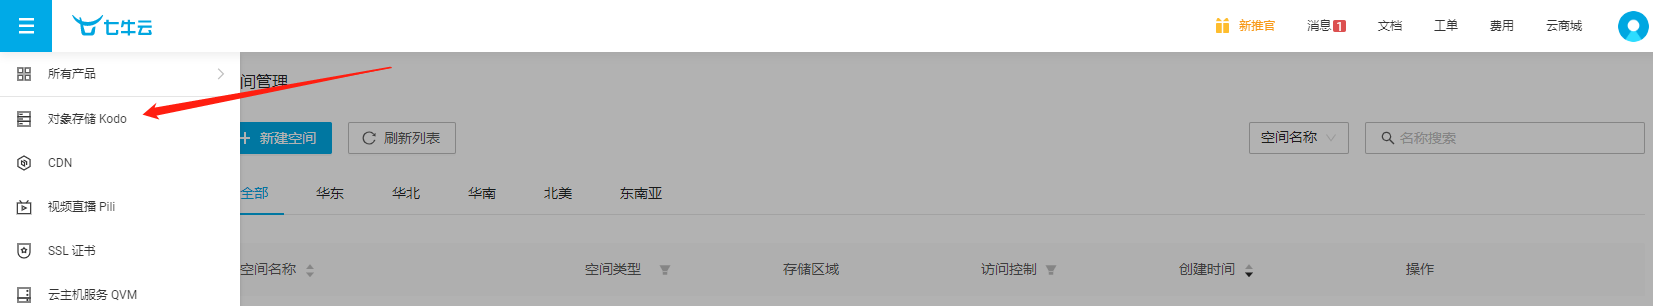 七牛云
新推官 消息 1 文档 工单 费用 云商城
所有产品
间管理
对象存储 Kodo
新建空间 刷新列表 空间名称 名称搜索
CDN
全部 华东 华北 华南 北美 东南亚
视频直播 Pili
SSL 证书
空间名称 空间类型 存储区域 访问控制 创建时间 操作
云主机服务 QVM